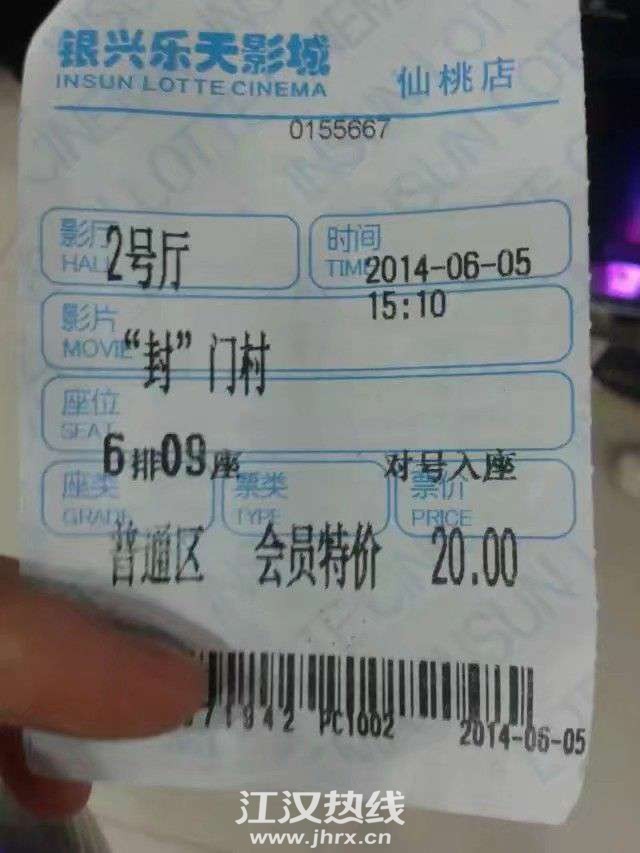 银兴乐天影城
INSUN LOTTE CINEMA
仙桃店
0155667
影厅 2号厅
HALL
时间
TIME 2014-06-05
15:10
影片
MOVIE “封”门村
座位
SEAT
6排09座 对号入座
座类 票类 票价
GRADE TYPE PRICE
普通区 会员特价 20.00
71942 PC1002 2014-06-05
江汉热线
www.jhrx.cn